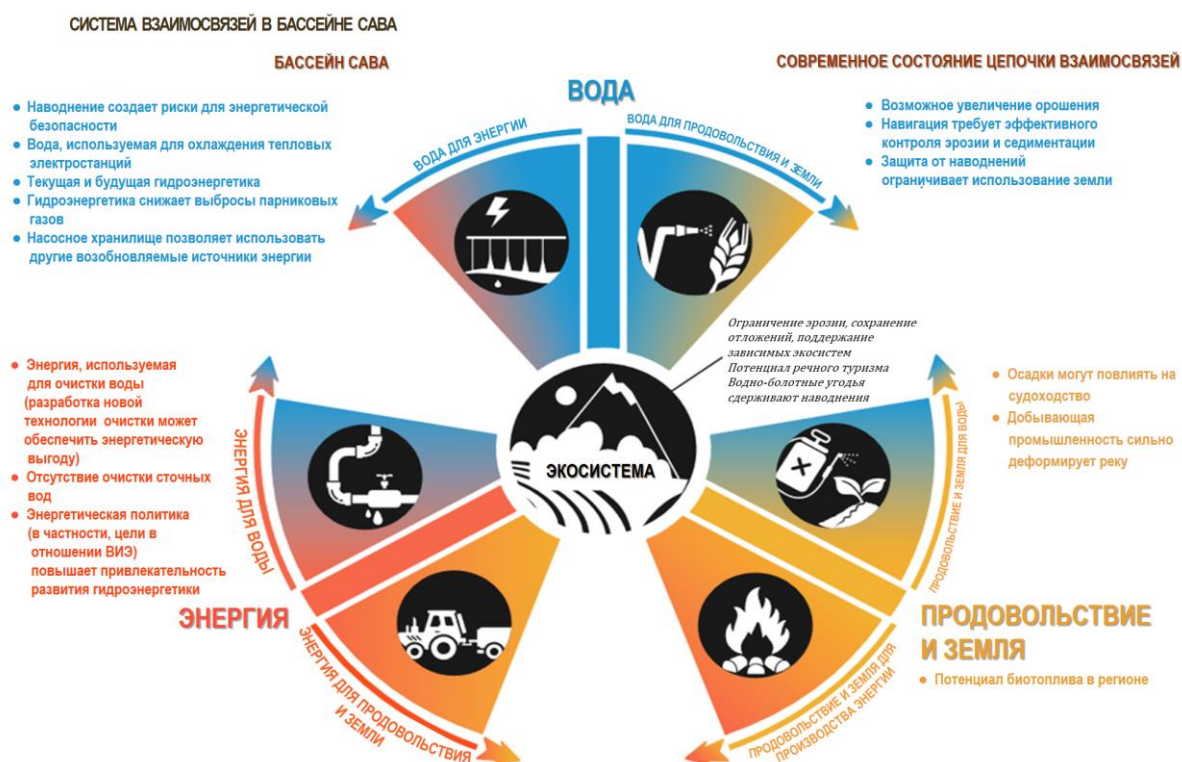 СИСТЕМА ВЗАИМОСВЯЗЕЙ В БАССЕЙНЕ САВА
БАССЕЙН САВА
СОВРЕМЕННОЕ СОСТОЯНИЕ ЦЕПОЧКИ ВЗАИМОСВЯЗЕЙ
ВОДА
● Наводнение создает риски для энергетической
безопасности
● Вода, используемая для охлаждения тепловых
электростанций
● Текущая и будущая гидроэнергетика
● Гидроэнергетика снижает выбросы парниковых
газов
● Насосное хранилище позволяет использовать
другие возобновляемые источники энергии
ВОДА ДЛЯ ЭНЕРГИИ
ВОДА ДЛЯ ПРОДОВОЛЬСТВИЯ И ЗЕМЛИ
● Возможное увеличение орошения
● Навигация требует эффективного
контроля эрозии и седиментации
● Защита от наводнений
ограничивает использование земли
Ограничение эрозии, сохранение
отложений, поддержание
зависимых экосистем
Потенциал речного туризма
Водно-болотные угодья
сдерживают наводнения
● Энергия, используемая
для очистки воды
(разработка новой
технологии очистки может
обеспечить энергетическую
выгоду)
● Отсутствие очистки сточных
вод
● Энергетическая политика
(в частности, цели в
отношении ВИЭ)
повышает привлекательность
развития гидроэнергетики
ЭНЕРГИЯ ДЛЯ ВОДЫ
ЭКОСИСТЕМА
ПРОДОВОЛЬСТВИЕ И ЗЕМЛЯ ДЛЯ ВОДЫ
● Осадки могут повлиять на
судоходство
● Добывающая
промышленность сильно
деформирует реку
ЭНЕРГИЯ
ЭНЕРГИЯ ДЛЯ ПРОДОВОЛЬСТВИЯ
И ЗЕМЛИ
ПРОДОВОЛЬСТВИЕ И ЗЕМЛЯ ДЛЯ
ПРОИЗВОДСТВА ЭНЕРГИИ
ПРОДОВОЛЬСТВИЕ
И ЗЕМЛЯ
● Потенциал биотоплива в регионе